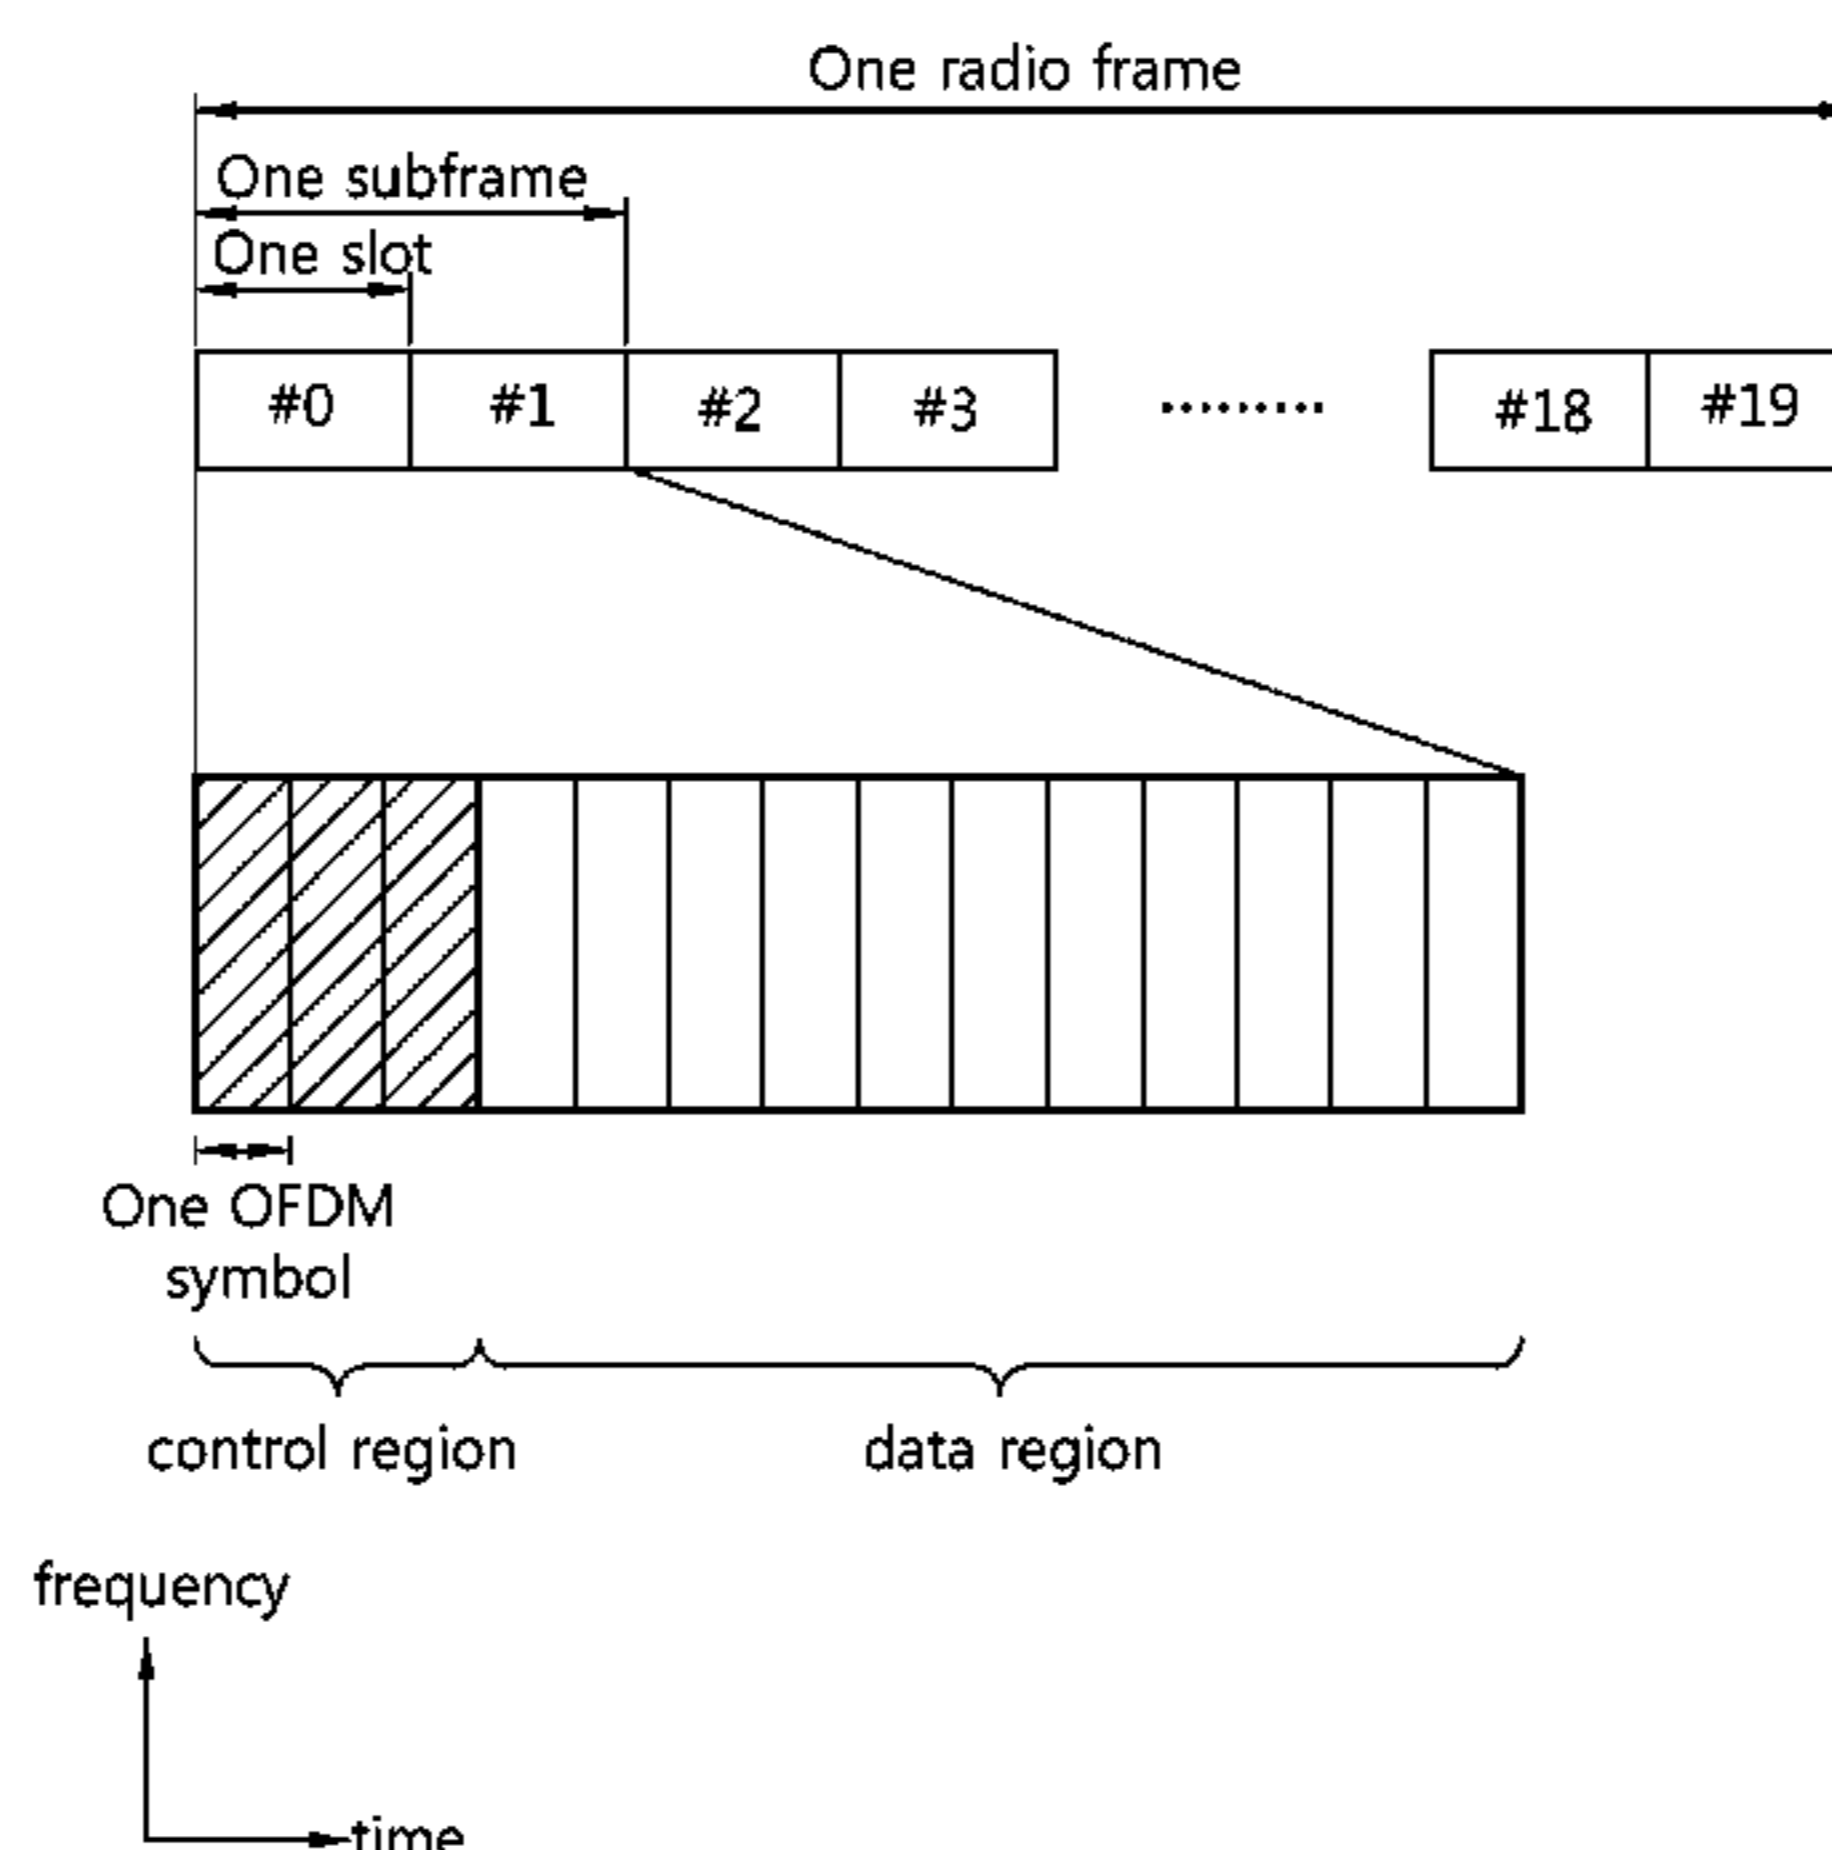 One radio frame
One subframe
One slot
#0 #1 #2 #3 ......... #18 #19
One OFDM
symbol
control region data region
frequency
time